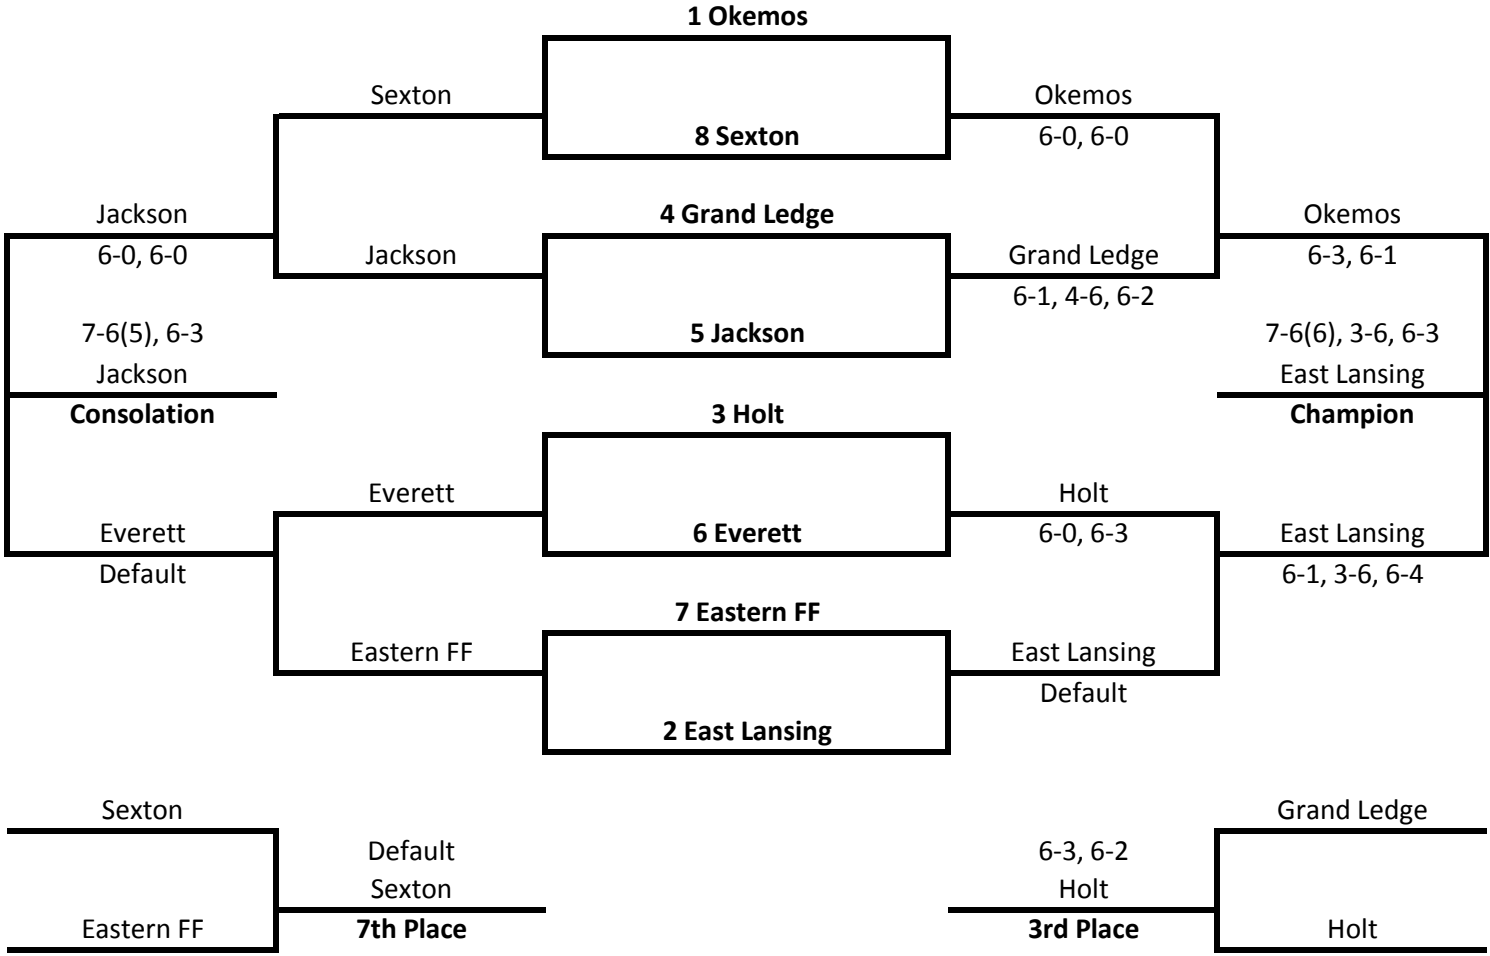 1 Okemos
Sexton
Okemos
8 Sexton
6-0, 6-0
Jackson
4 Grand Ledge
Okemos
6-0, 6-0
Jackson
Grand Ledge
6-3, 6-1
6-1, 4-6, 6-2
7-6(5), 6-3
5 Jackson
7-6(6), 3-6, 6-3
Jackson
East Lansing
Consolation
3 Holt
Champion
Everett
Holt
Everett
6 Everett
6-0, 6-3
East Lansing
Default
6-1, 3-6, 6-4
7 Eastern FF
Eastern FF
East Lansing
Default
2 East Lansing
Sexton
Grand Ledge
Default
6-3, 6-2
Sexton
Holt
Eastern FF
7th Place
3rd Place
Holt